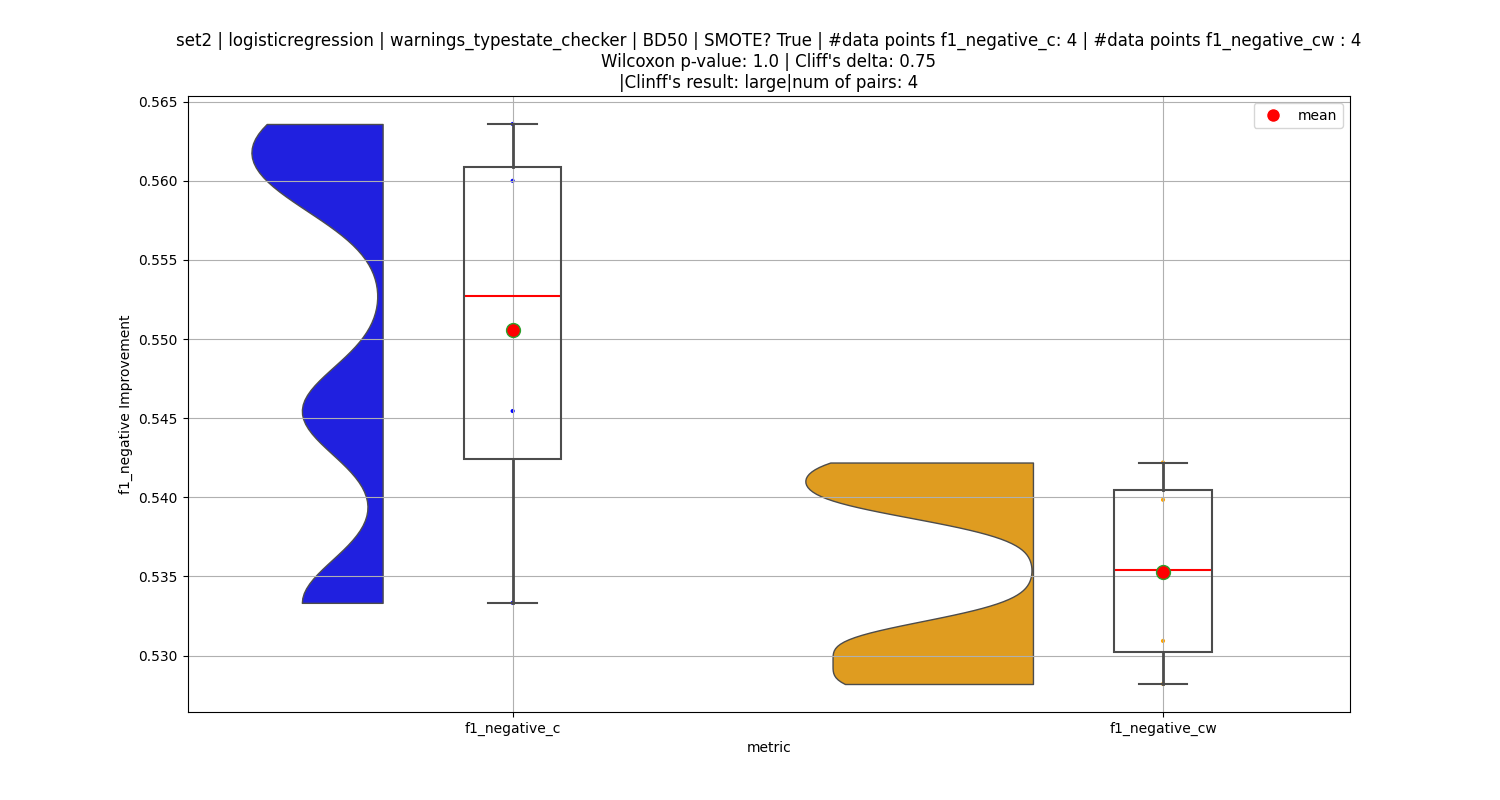 set2 | logisticregression | warnings_typestate_checker | BD50 | SMOTE? True | #data points f1_negative_c: 4 | #data points f1_negative_cw : 4
Wilcoxon p-value: 1.0 | Cliff's delta: 0.75
|Clinff's result: large|num of pairs: 4
mean
f1_negative Improvement
0.565
0.560
0.555
0.550
0.545
0.540
0.535
0.530
f1_negative_c
f1_negative_cw
metric